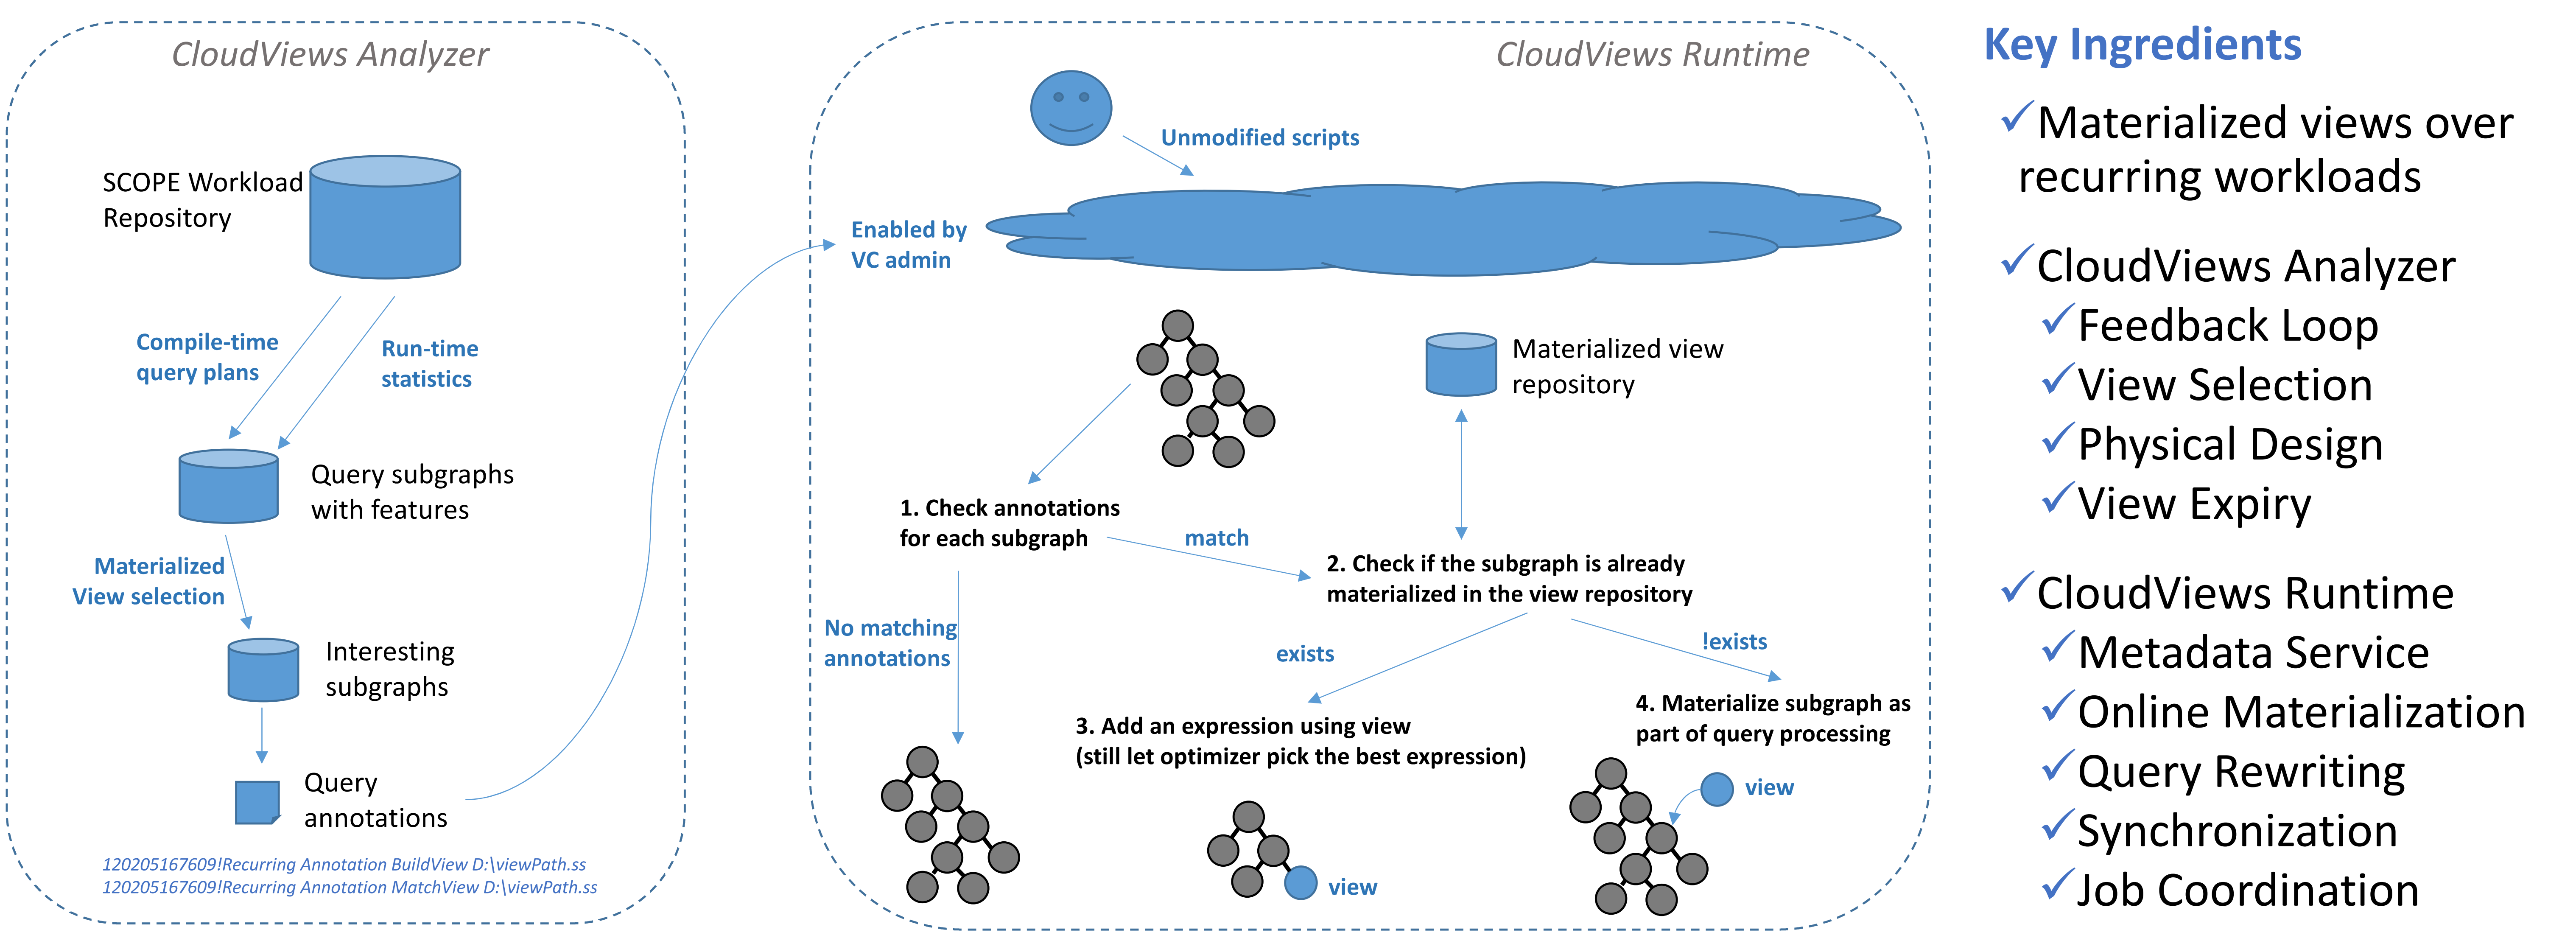 CloudViews Analyzer
SCOPE Workload
Repository
Compile-time
query plans
Run-time
statistics
Query subgraphs
with features
Materialized
View selection
Interesting
subgraphs
Query
annotations
120205167609!Recurring Annotation BuildView D:\viewPath.ss
120205167609!Recurring Annotation MatchView D:\viewPath.ss
CloudViews Runtime
Unmodified scripts
Enabled by
VC admin
Materialized view
repository
1. Check annotations
for each subgraph
match
2. Check if the subgraph is already
materialized in the view repository
No matching
annotations
exists
!exists
3. Add an expression using view
(still let optimizer pick the best expression)
view
4. Materialize subgraph as
part of query processing
view
Key Ingredients
✓Materialized views over
recurring workloads
✓CloudViews Analyzer
✓Feedback Loop
✓View Selection
✓Physical Design
✓View Expiry
✓CloudViews Runtime
✓Metadata Service
✓Online Materialization
✓Query Rewriting
✓Synchronization
✓Job Coordination